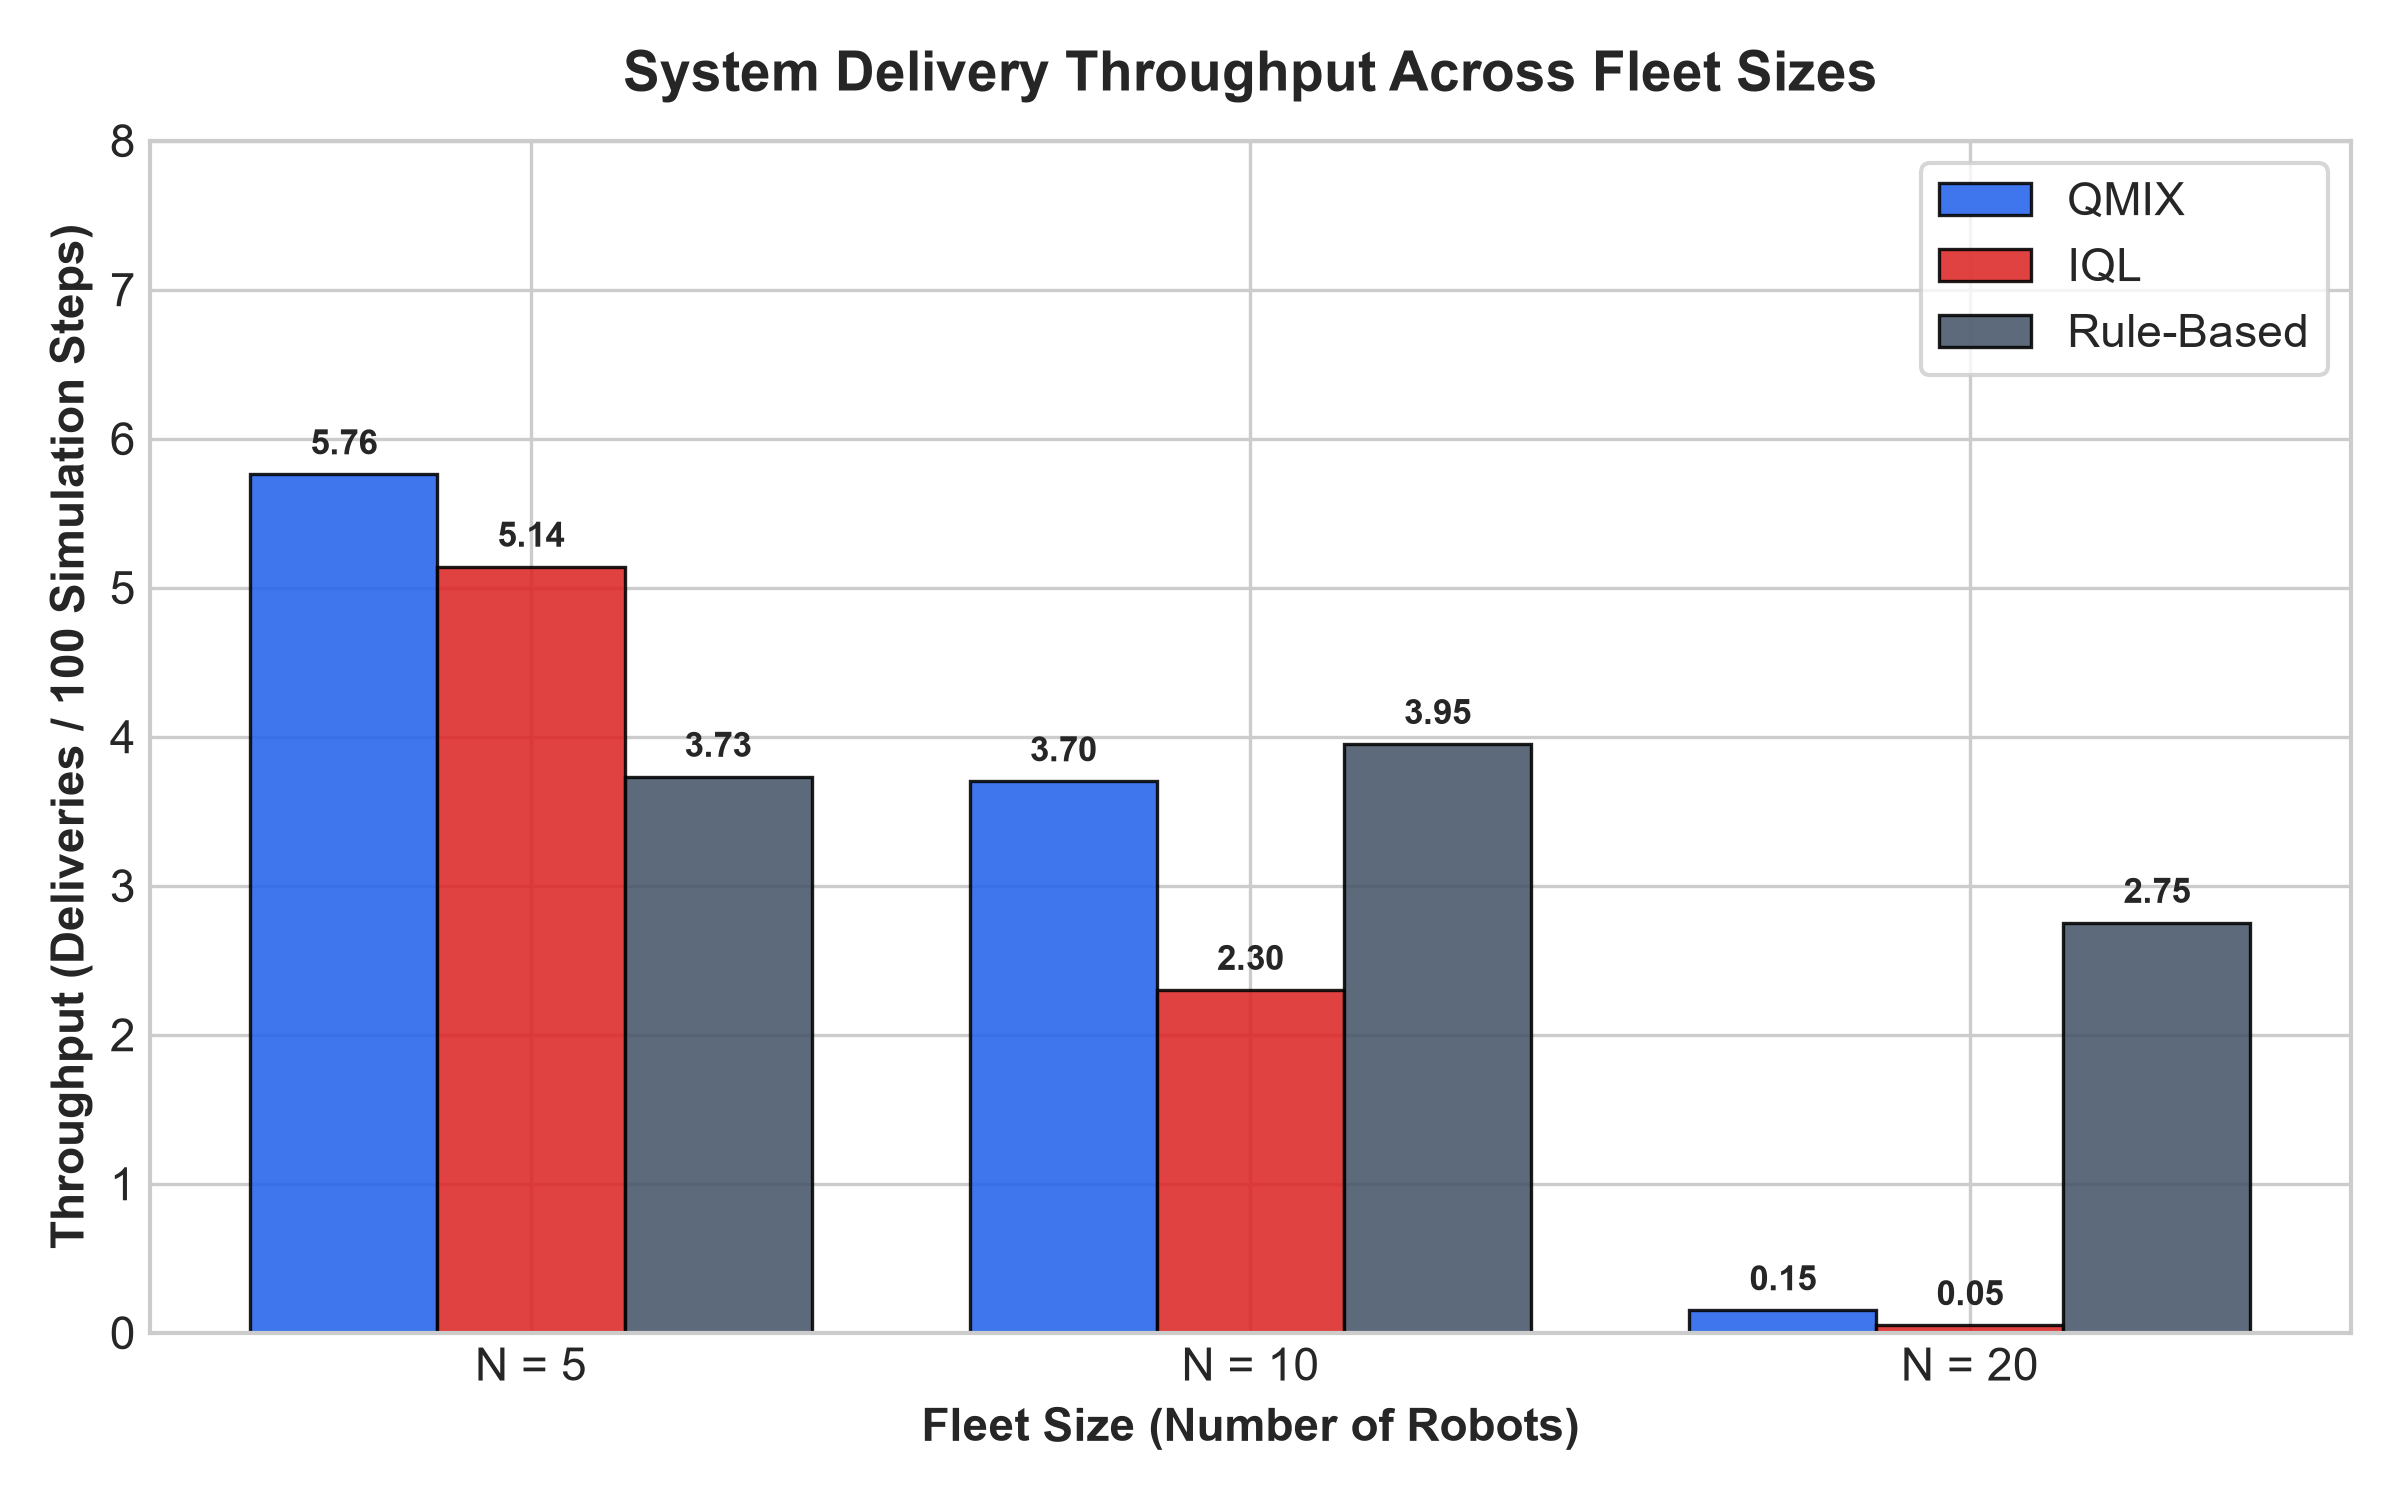 System Delivery Throughput Across Fleet Sizes
Throughput (Deliveries / 100 Simulation Steps)
8
7
6
5
4
3
2
1
0
QMIX
IQL
Rule-Based
5.76
5.14
3.73
3.70
2.30
3.95
0.15
0.05
2.75
N = 5
N = 10
N = 20
Fleet Size (Number of Robots)